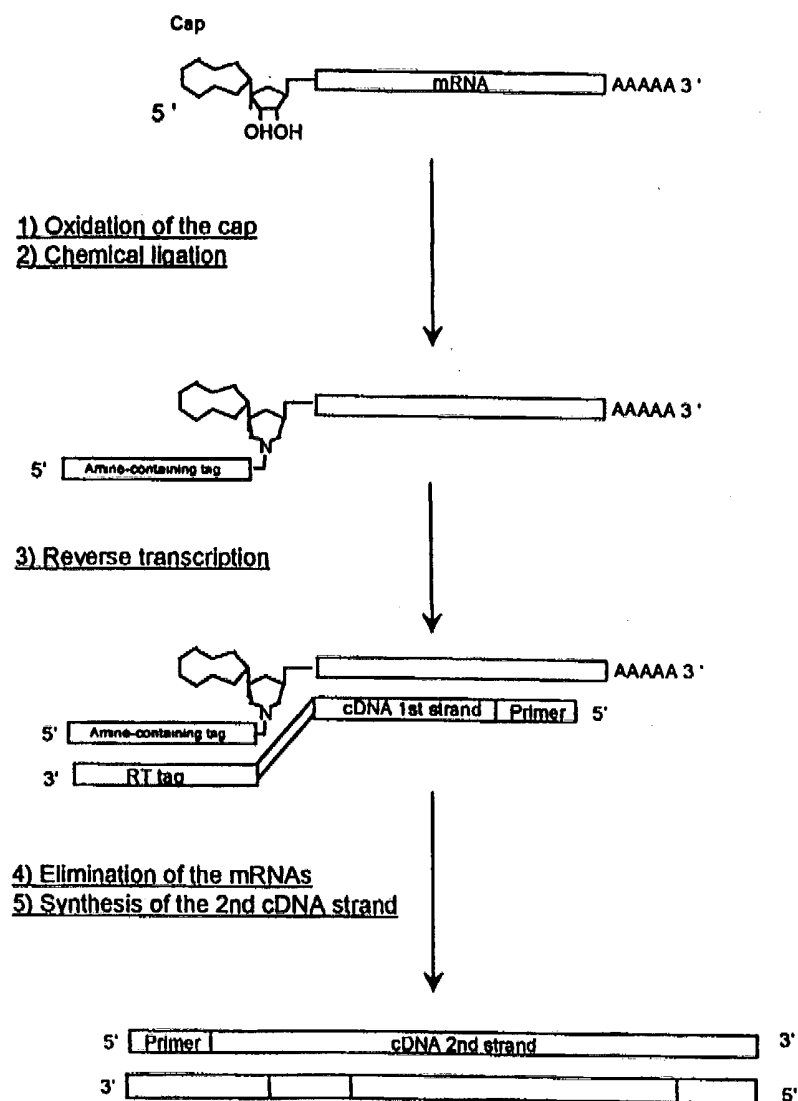 Cap
mRNA AAAAA 3 '
5 '
OHOH
1) Oxidation of the cap
2) Chemical ligation
AAAAA 3 '
N
5' Amine-containing tag
3) Reverse transcription
AAAAA 3 '
cDNA 1st strand Primer 5'
N
5' Amine-containing tag
3' RT tag
4) Elimination of the mRNAs
5) Synthesis of the 2nd cDNA strand
5' Primer cDNA 2nd strand 3'
3' 5'